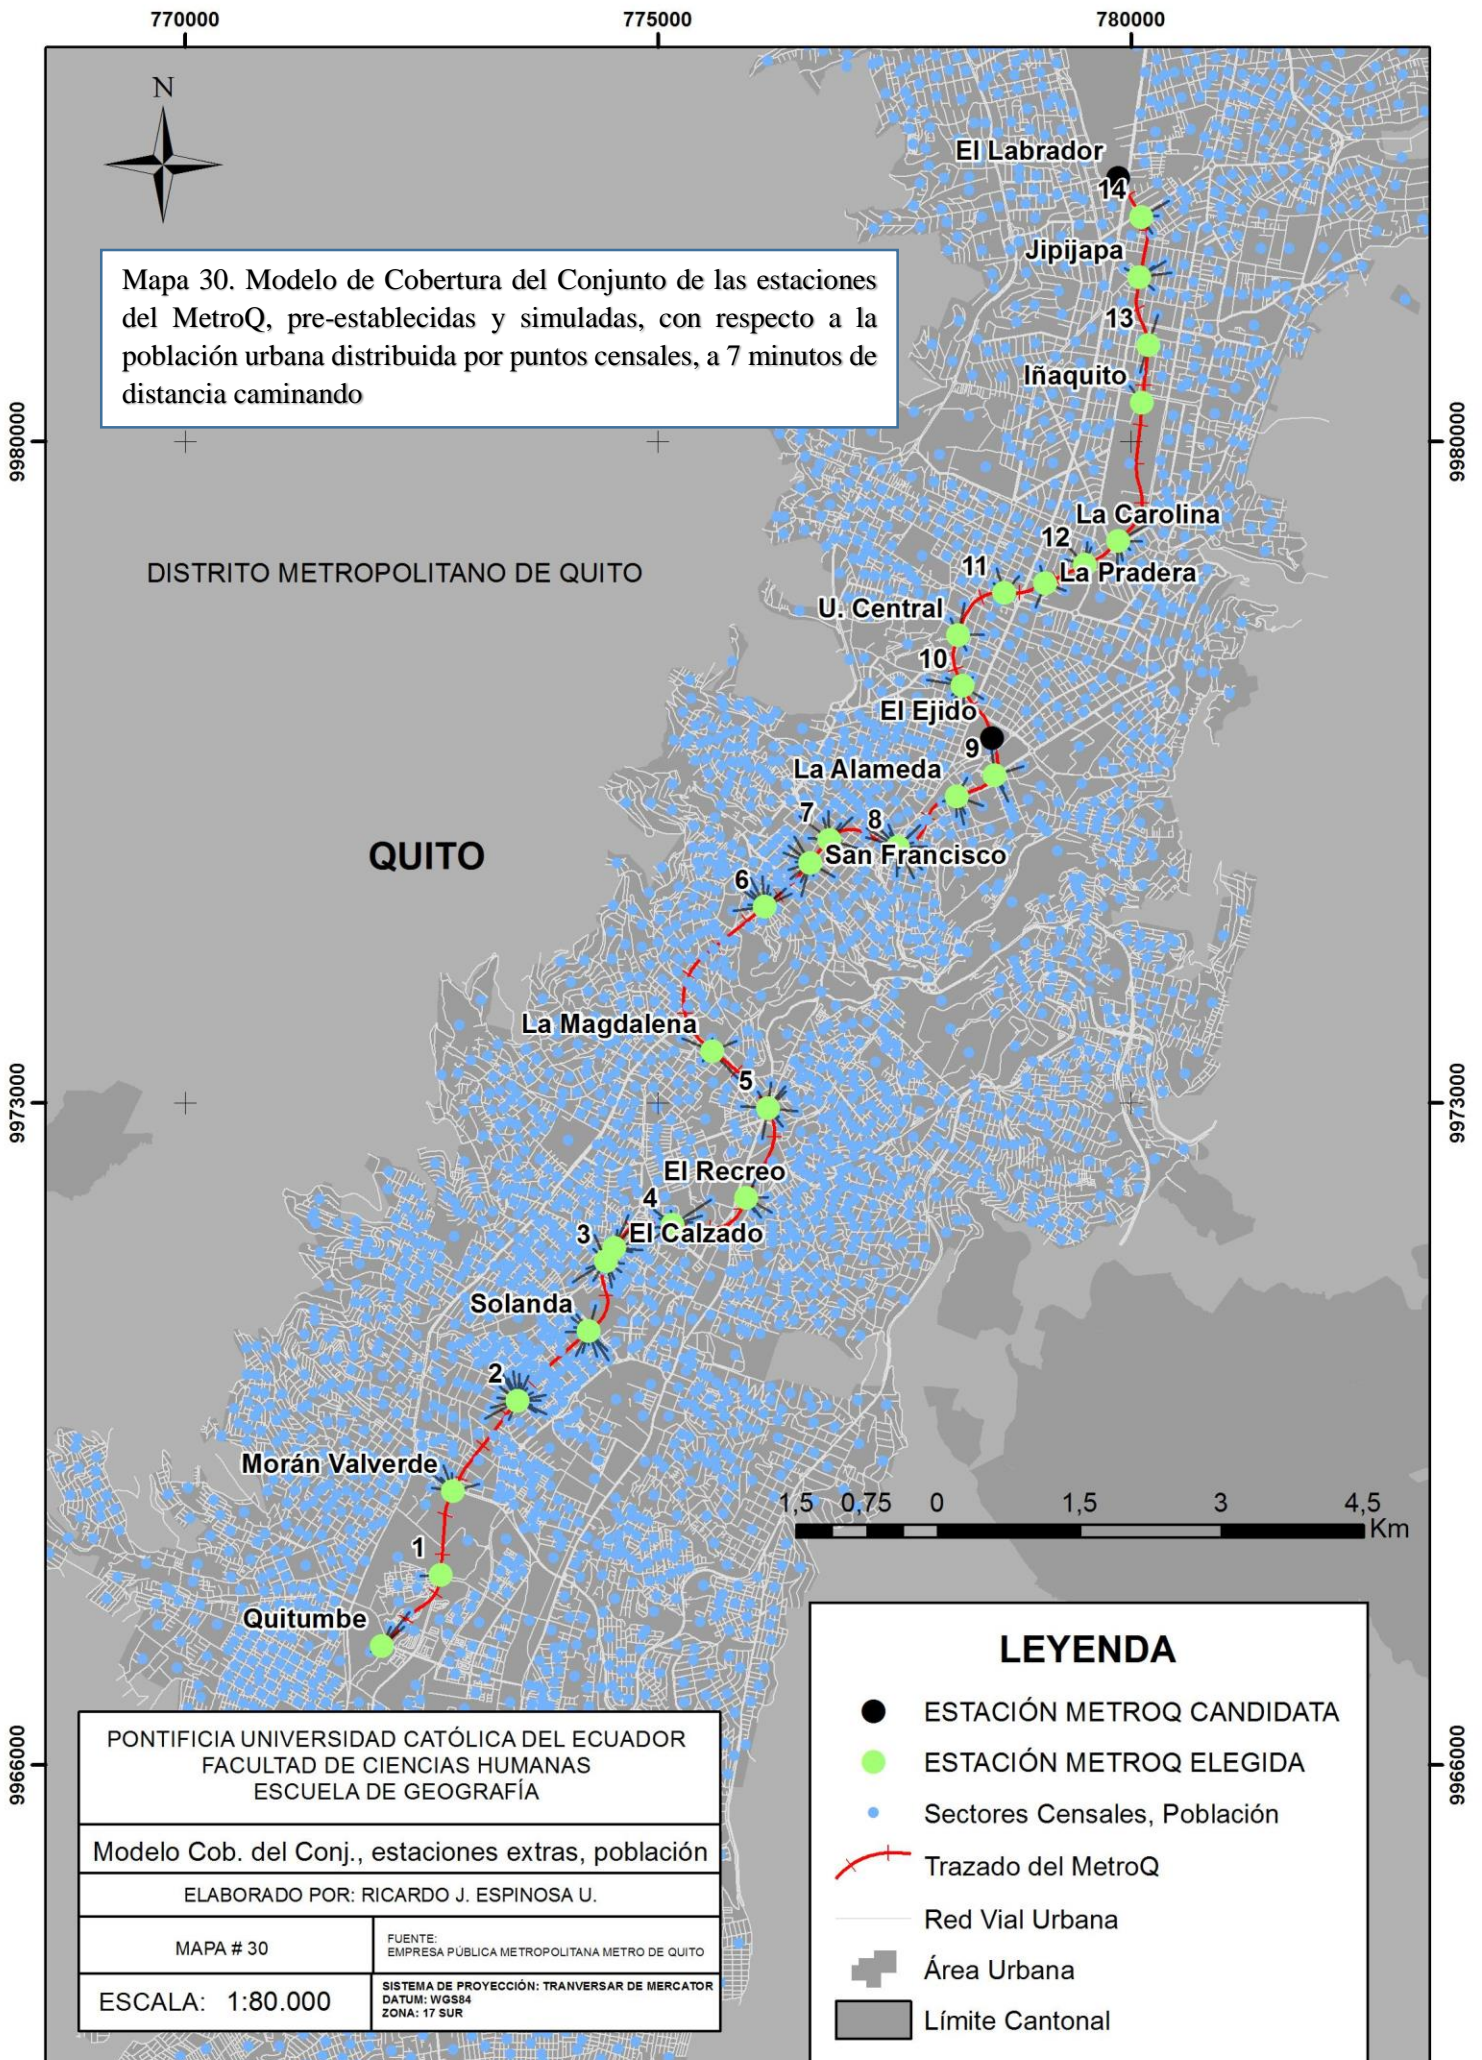 770000
775000
780000
N
El Labrador
14
Mapa 30. Modelo de Cobertura del Conjunto de las estaciones
del MetroQ, pre-establecidas y simuladas, con respecto a la
población urbana distribuida por puntos censales, a 7 minutos de
distancia caminando
Jipijapa
13
Iñaquito
9980000
9980000
La Carolina
12
DISTRITO METROPOLITANO DE QUITO
11
La Pradera
U. Central
10
El Ejido
9
La Alameda
7
8
QUITO
San Francisco
6
La Magdalena
5
9973000
9973000
El Recreo
4
3
El Calzado
Solanda
2
Morán Valverde
1,5 0,75 0 1,5 3 4,5
Km
1
Quitumbe
LEYENDA
ESTACIÓN METROQ CANDIDATA
ESTACIÓN METROQ ELEGIDA
Sectores Censales, Población
Trazado del MetroQ
Red Vial Urbana
Área Urbana
Límite Cantonal
9966000
9966000
PONTIFICIA UNIVERSIDAD CATÓLICA DEL ECUADOR
FACULTAD DE CIENCIAS HUMANAS
ESCUELA DE GEOGRAFÍA
Modelo Cob. del Conj., estaciones extras, población
ELABORADO POR: RICARDO J. ESPINOSA U.
MAPA # 30
FUENTE:
EMPRESA PÚBLICA METROPOLITANA METRO DE QUITO
ESCALA: 1:80.000
SISTEMA DE PROYECCIÓN: TRANVERSAR DE MERCATOR
DATUM: WGS84
ZONA: 17 SUR